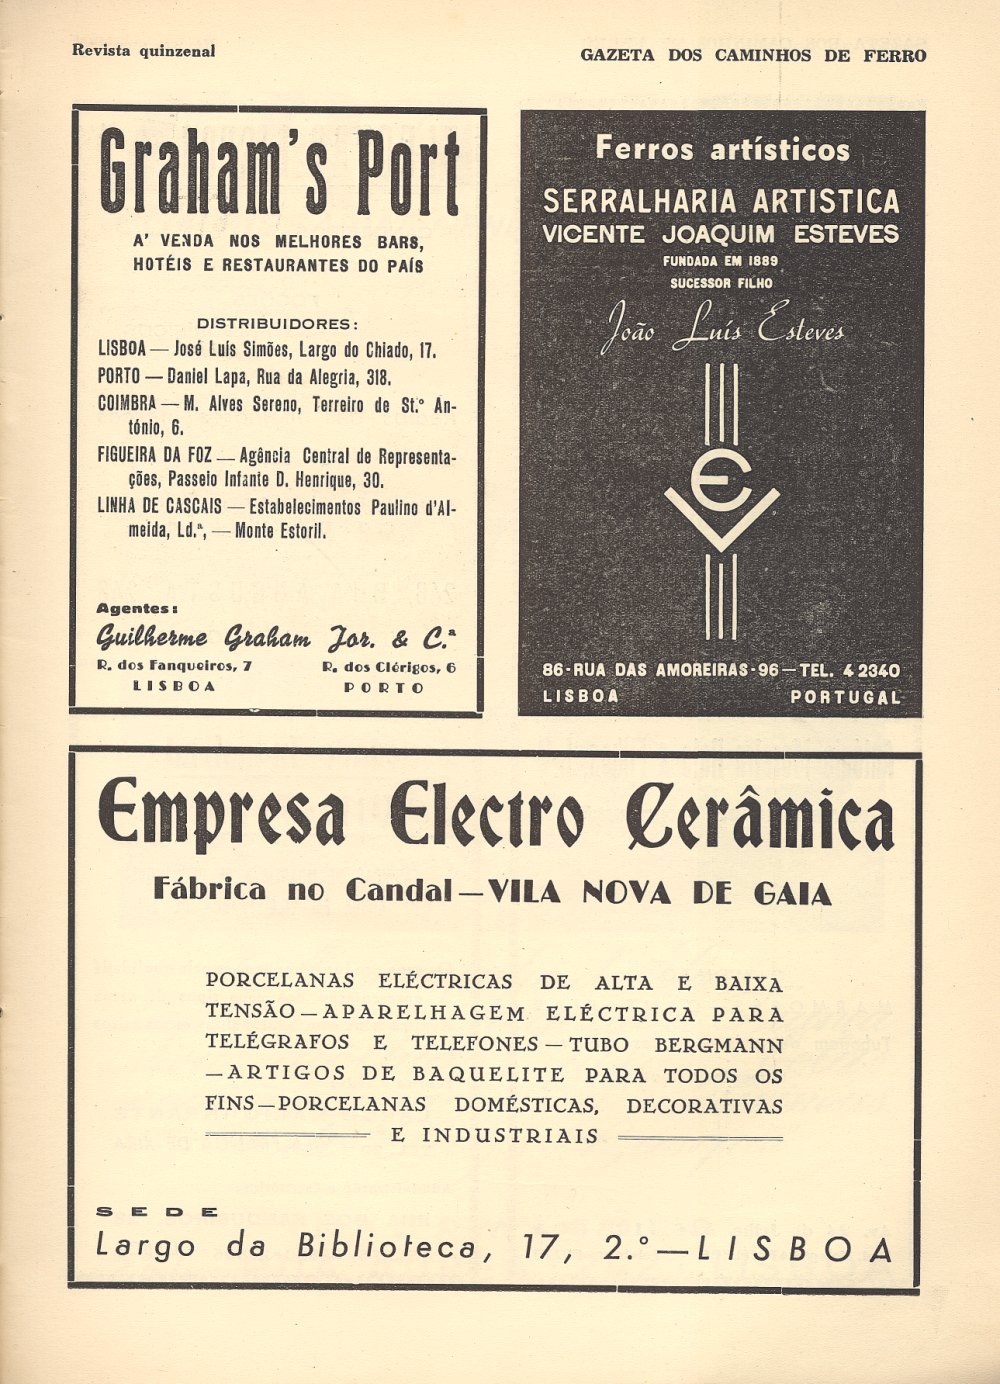 Revista quinzenal
GAZETA DOS CAMINHOS DE FERRO
Graham's Port
A' VENDA NOS MELHORES BARS,
HOTÉIS E RESTAURANTES DO PAÍS
DISTRIBUIDORES:
LISBOA — José Luís Simões, Largo do Chiado, 17.
PORTO — Daniel Lapa, Rua da Alegria, 318.
COIMBRA — M. Alves Sereno, Terreiro de St.º An-
tónio, 6.
FIGUEIRA DA FOZ — Agência Central de Representa-
ções, Passeio Infante D. Henrique, 30.
LINHA DE CASCAIS — Estabelecimentos Paulino d'Al-
meida, Ld.ª, — Monte Estoril.
Agentes:
Guilherme Graham Jor. & C.ª
R. dos Fanqueiros, 7
LISBOA
R. dos Clérigos, 6
PORTO
Ferros artísticos
SERRALHARIA ARTISTICA
VICENTE JOAQUIM ESTEVES
FUNDADA EM 1889
SUCESSOR FILHO
João Luís Esteves
EV
86-RUA DAS AMOREIRAS-96—TEL. 4 2340
LISBOA PORTUGAL
Empresa Electro Cerâmica
Fábrica no Candal—VILA NOVA DE GAIA
PORCELANAS ELÉCTRICAS DE ALTA E BAIXA
TENSÃO—APARELHAGEM ELÉCTRICA PARA
TELÉGRAFOS E TELEFONES—TUBO BERGMANN
—ARTIGOS DE BAQUELITE PARA TODOS OS
FINS—PORCELANAS DOMÉSTICAS, DECORATIVAS
E INDUSTRIAIS
SEDE
Largo da Biblioteca, 17, 2.º—LISBOA